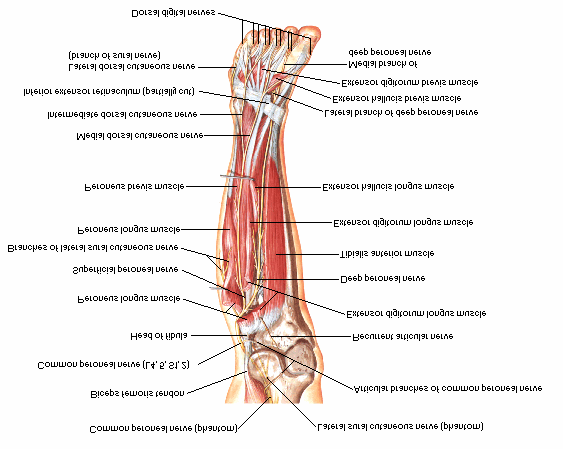 Common peroneal nerve (phantom)
Lateral sural cutaneous nerve (phantom)
Biceps femoris tendon
Articular branches of common peroneal nerve
Common peroneal nerve (L4, 5, S1, 2)
Head of fibula
Recurrent articular nerve
Extensor digitorum longus muscle
Peroneus longus muscle
Deep peroneal nerve
Superficial peroneal nerve
Tibialis anterior muscle
Branches of lateral sural cutaneous nerve
Peroneus longus muscle
Extensor digitorum longus muscle
Peroneus brevis muscle
Extensor hallucis longus muscle
Medial dorsal cutaneous nerve
Intermediate dorsal cutaneous nerve
Lateral branch of deep peroneal nerve
Extensor hallucis brevis muscle
Inferior extensor retinaculum (partially cut)
Extensor digitorum brevis muscle
Lateral dorsal cutaneous nerve
(branch of sural nerve)
Medial branch of
deep peroneal nerve
Dorsal digital nerves